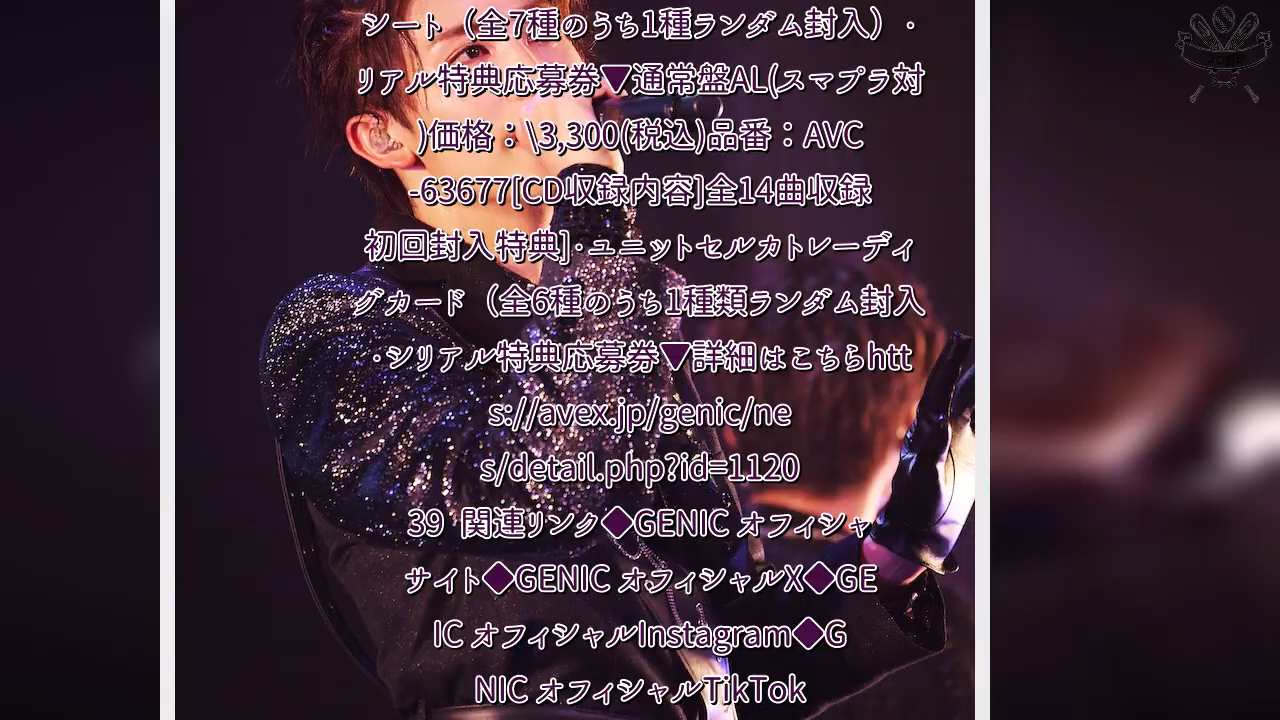 シート（全7種のうち1種ランダム封入）・
リアル特典応募券▼通常盤AL(スマプラ対
)価格：\3,300(税込)品番：AVC
-63677[CD収録内容]全14曲収録
初回封入特典]・ユニットセルカトレーディ
グカード（全6種のうち1種類ランダム封入
・シリアル特典応募券▼詳細はこちらhtt
s://avex.jp/genic/ne
s/detail.php?id=1120
39 関連リンク◆GENIC オフィシャ
サイト◆GENIC オフィシャルX◆GE
IC オフィシャルInstagram◆G
NIC オフィシャルTikTok